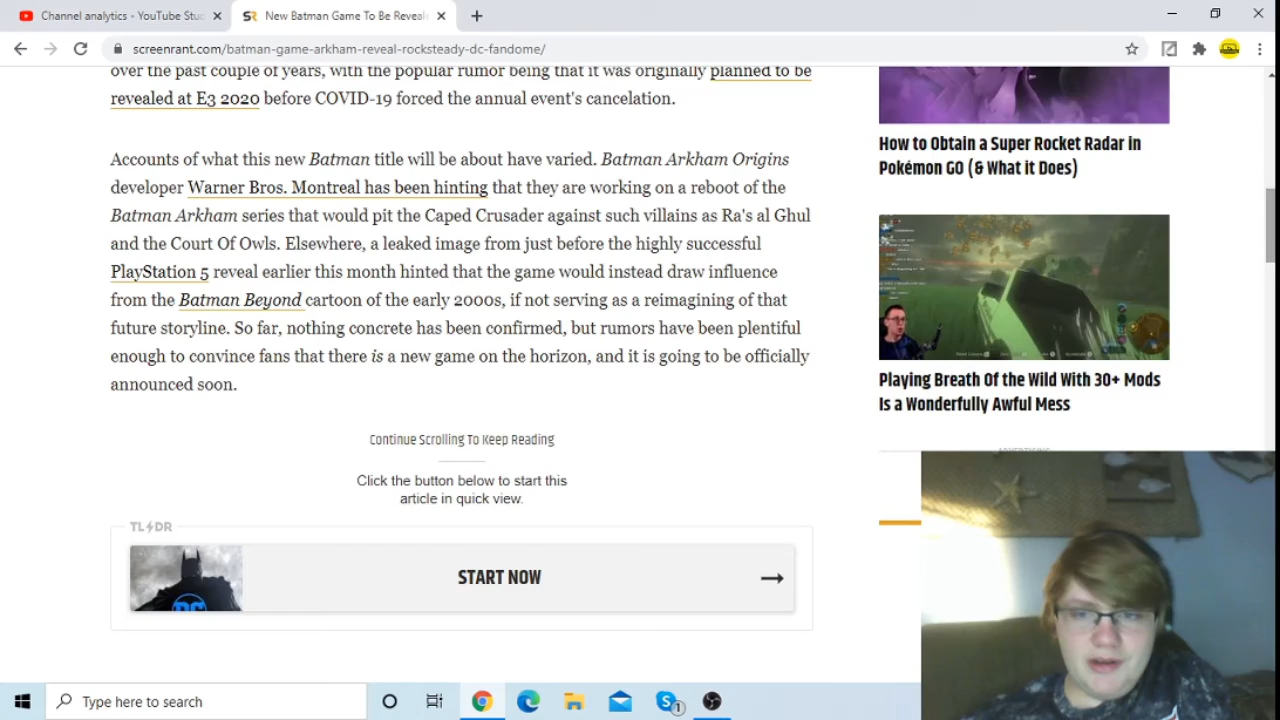 Channel analytics - YouTube Stu
New Batman Game To Be Reveal
screenrant.com/batman-game-arkham-reveal-rocksteady-dc-fandome/
over the past couple of years, with the popular rumor being that it was originally planned to be
revealed at E3 2020 before COVID-19 forced the annual event's cancelation.
Accounts of what this new Batman title will be about have varied. Batman Arkham Origins
developer Warner Bros. Montreal has been hinting that they are working on a reboot of the
Batman Arkham series that would pit the Caped Crusader against such villains as Ra's al Ghul
and the Court Of Owls. Elsewhere, a leaked image from just before the highly successful
PlayStation 5 reveal earlier this month hinted that the game would instead draw influence
from the Batman Beyond cartoon of the early 2000s, if not serving as a reimagining of that
future storyline. So far, nothing concrete has been confirmed, but rumors have been plentiful
enough to convince fans that there is a new game on the horizon, and it is going to be officially
announced soon.
Continue Scrolling To Keep Reading
Click the button below to start this
article in quick view.
TL DR
START NOW
DC
How to Obtain a Super Rocket Radar in
Pokémon GO (& What it Does)
Playing Breath Of the Wild With 30+ Mods
Is a Wonderfully Awful Mess
ADVERTISING
Type here to search
1